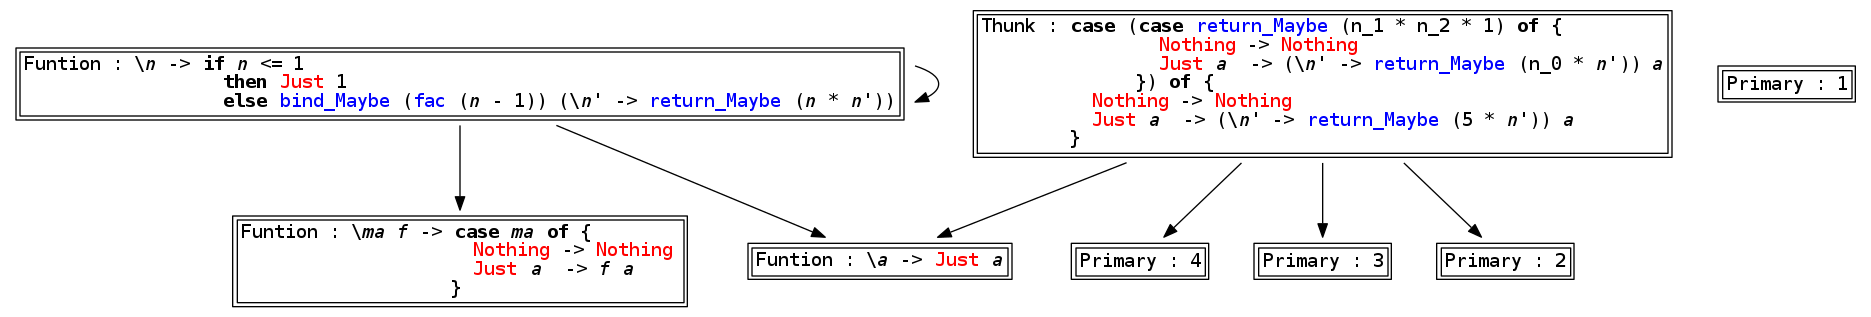 Funtion : \n -> if n <= 1
then Just 1
else bind_Maybe (fac (n - 1)) (\n' -> return_Maybe (n * n'))
Thunk : case (case return_Maybe (n_1 * n_2 * 1) of {
Nothing -> Nothing
Just a  -> (\n' -> return_Maybe (n_0 * n')) a
}) of {
Nothing -> Nothing
Just a  -> (\n' -> return_Maybe (5 * n')) a
}
Primary : 1
Funtion : \ma f -> case ma of {
Nothing -> Nothing
Just a  -> f a
}
Funtion : \a -> Just a
Primary : 4
Primary : 3
Primary : 2